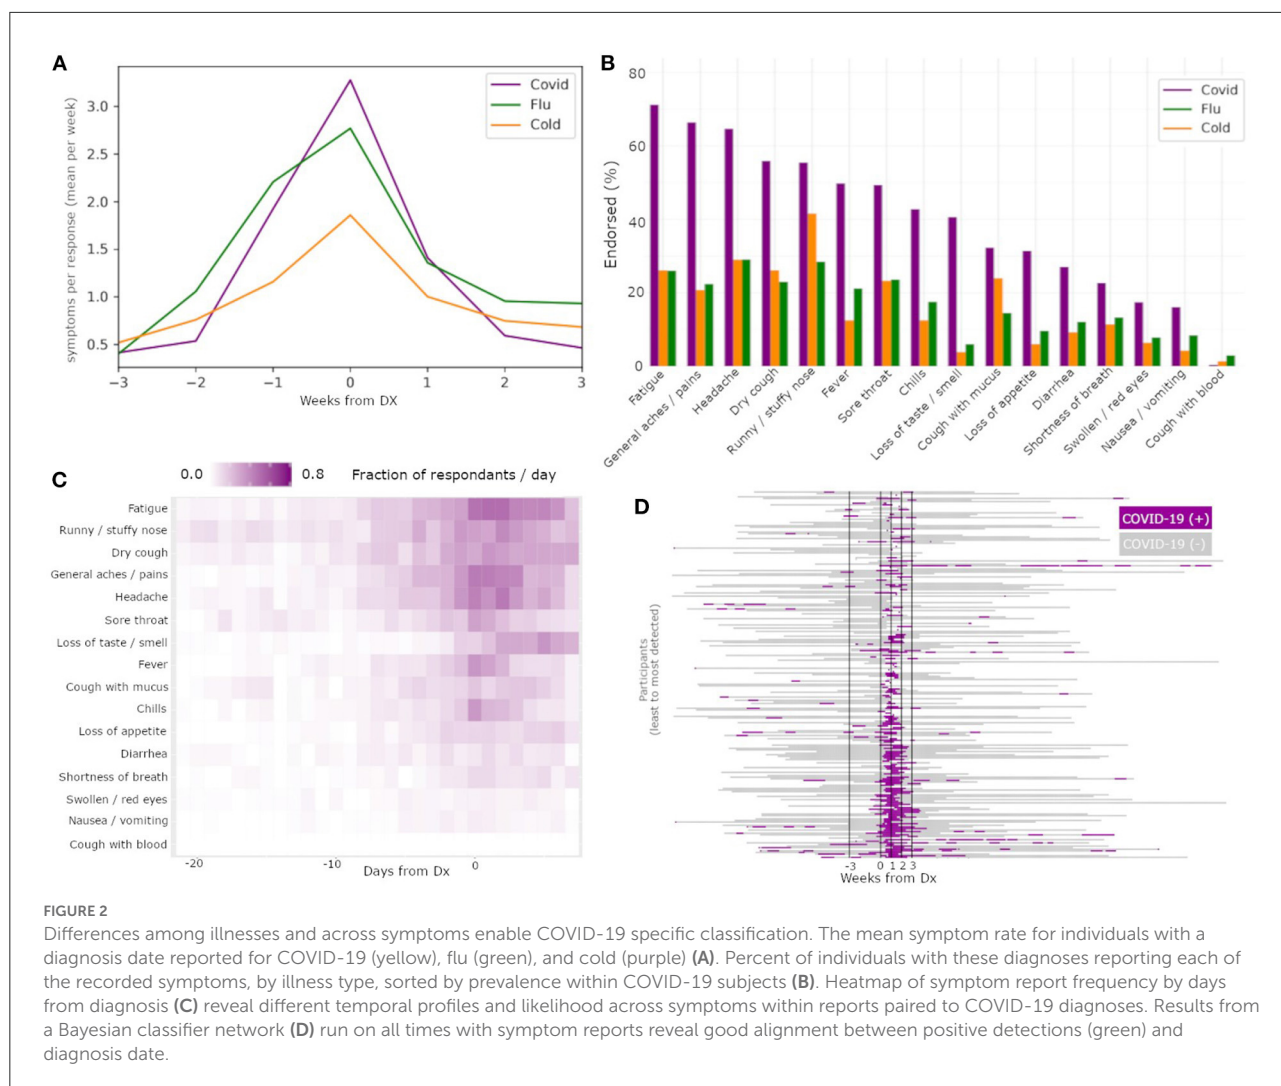 A
symptoms per response (mean per week)
3.0
2.5
2.0
1.5
1.0
0.5
Covid
Flu
Cold
−3
−2
−1
0
1
2
3
Weeks from DX
B
Endorsed (%)
80
60
40
20
0
Covid
Flu
Cold
Fatigue
General aches / pains
Headache
Dry cough
Runny / stuffy nose
Fever
Sore throat
Chills
Loss of taste / smell
Cough with mucus
Loss of appetite
Diarrhea
Shortness of breath
Swollen / red eyes
Nausea / vomiting
Cough with blood
C
0.0
0.8
Fraction of respondants / day
Fatigue
Runny / stuffy nose
Dry cough
General aches / pains
Headache
Sore throat
Loss of taste / smell
Fever
Cough with mucus
Chills
Loss of appetite
Diarrhea
Shortness of breath
Swollen / red eyes
Nausea / vomiting
Cough with blood
-20
-10
0
Days from Dx
D
COVID-19 (+)
COVID-19 (-)
Participants
(least to most detected)
-3
0
1
2
3
Weeks from Dx
FIGURE 2
Differences among illnesses and across symptoms enable COVID-19 specific classification. The mean symptom rate for individuals with a
diagnosis date reported for COVID-19 (yellow), flu (green), and cold (purple) (A). Percent of individuals with these diagnoses reporting each of
the recorded symptoms, by illness type, sorted by prevalence within COVID-19 subjects (B). Heatmap of symptom report frequency by days
from diagnosis (C) reveal different temporal profiles and likelihood across symptoms within reports paired to COVID-19 diagnoses. Results from
a Bayesian classifier network (D) run on all times with symptom reports reveal good alignment between positive detections (green) and
diagnosis date.